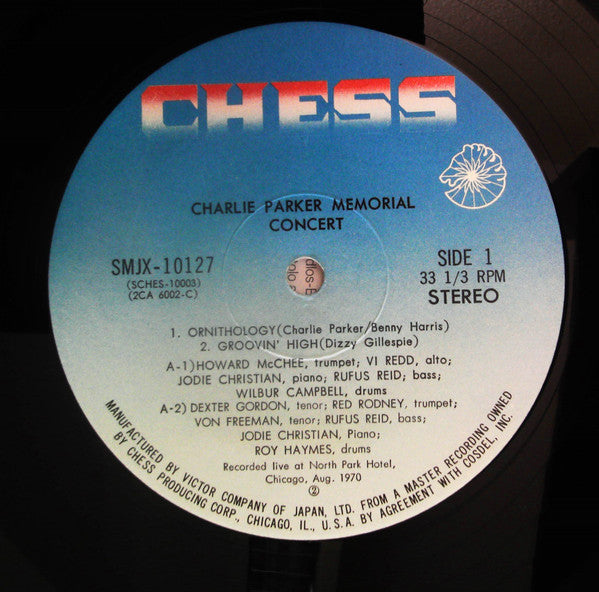 CHESS
CHARLIE PARKER MEMORIAL
CONCERT
SMJX-10127
(SCHES-10003)
(2CA 6002-C)
SIDE 1
33 1/3 RPM
STEREO
1. ORNITHOLOGY(Charlie Parker/Benny Harris)
2. GROOVIN' HIGH(Dizzy Gillespie)
A-1)HOWARD McCHEE, trumpet; VI REDD, alto;
JODIE CHRISTIAN, piano; RUFUS REID; bass;
WILBUR CAMPBELL, drums
A-2) DEXTER GORDON, tenor; RED RODNEY, trumpet;
VON FREEMAN, tenor; RUFUS REID, bass;
JODIE CHRISTIAN, Piano;
ROY HAYMES, drums
Recorded live at North Park Hotel,
Chicago, Aug. 1970
②
MANUFACTURED BY VICTOR COMPANY OF JAPAN, LTD. FROM A MASTER RECORDING OWNED
BY CHESS PRODUCING CORP., CHICAGO, IL., U.S.A. BY AGREEMENT WITH COSDEL, INC.